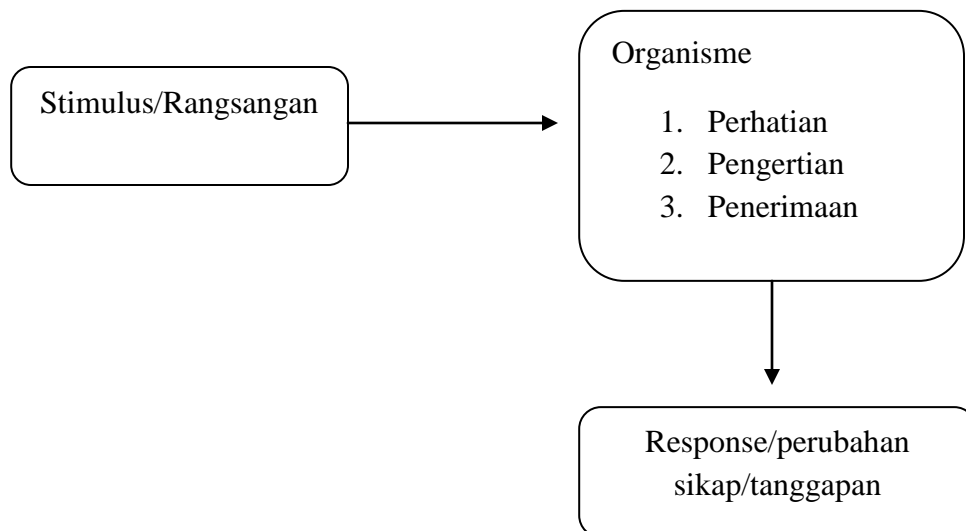 Stimulus/Rangsangan
Organisme
1. Perhatian
2. Pengertian
3. Penerimaan
Response/perubahan
sikap/tanggapan